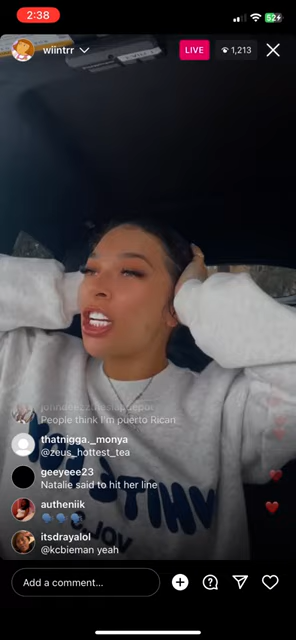 2:38
52
wiintrr
LIVE
1,213
People think I'm puerto Rican
thatnigga._monya
@zeus_hottest_tea
geeyeee23
Natalie said to hit her line
autheniik
🗣️🗣️🗣️
itsdrayalol
@kcbieman yeah
Add a comment...